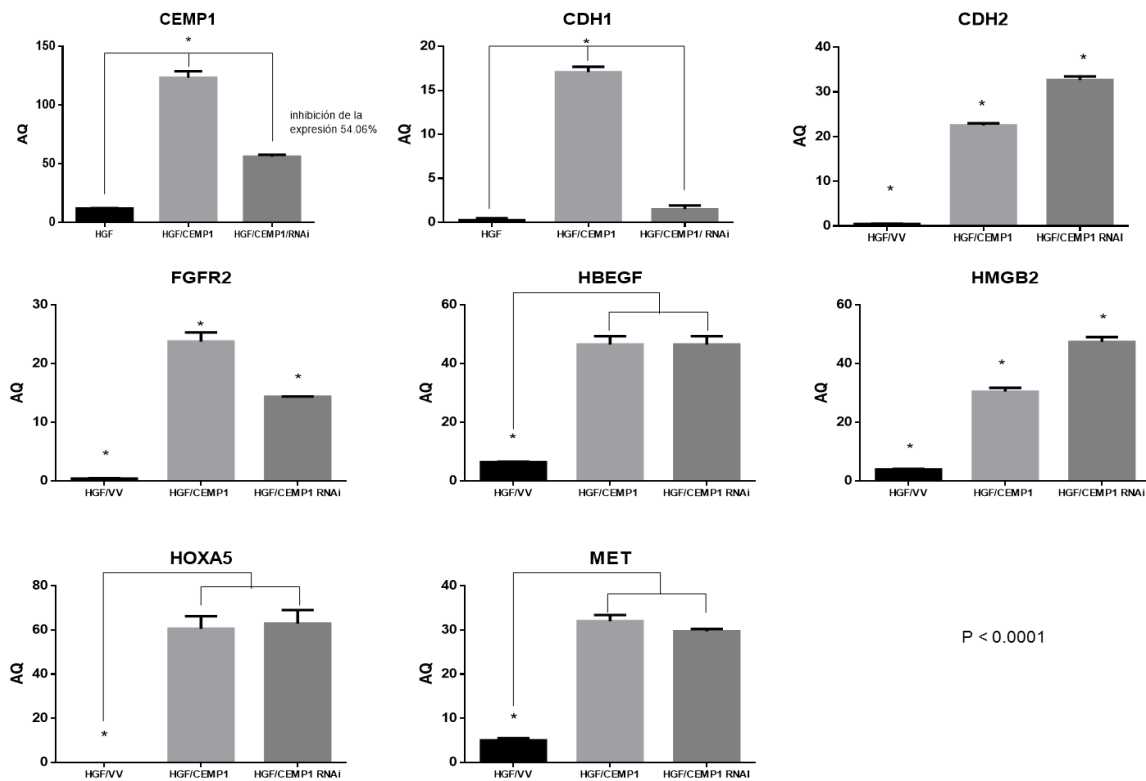 CEMP1
*
150
100
50
0
AQ
inhibición de la
expresión 54.06%
HGF
HGF/CEMP1
HGF/CEMP1/RNAi
CDH1
*
20
15
10
5
0
AQ
HGF
HGF/CEMP1
HGF/CEMP1/ RNAi
CDH2
40
30
20
10
0
AQ
*
*
*
HGF/VV
HGF/CEMP1
HGF/CEMP1 RNAI
FGFR2
30
20
10
0
AQ
*
*
*
HGF/VV
HGF/CEMP1
HGF/CEMP1 RNAi
HBEGF
60
40
20
0
AQ
*
HGF/VV
HGF/CEMP1
HGF/CEMP1 RNAi
HMGB2
60
40
20
0
AQ
*
*
*
HGF/VV
HGF/CEMP1
HGF/CEMP1 RNAi
HOXA5
80
60
40
20
0
AQ
*
HGF/VV
HGF/CEMP1
HGF/CEMP1 RNAi
MET
40
30
20
10
0
AQ
*
HGF/VV
HGF/CEMP1
HGF/CEMP1 RNAI
P < 0.0001